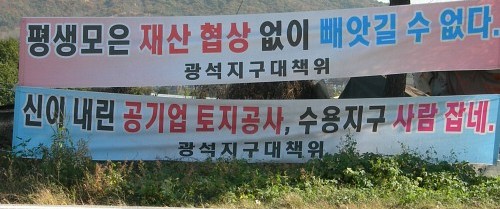 평생모은 재산 협상 없이 빼앗길 수 없다.
광석지구대책위
신이 내린 공기업 토지공사, 수용지구 사람 잡네.
광석지구대책위